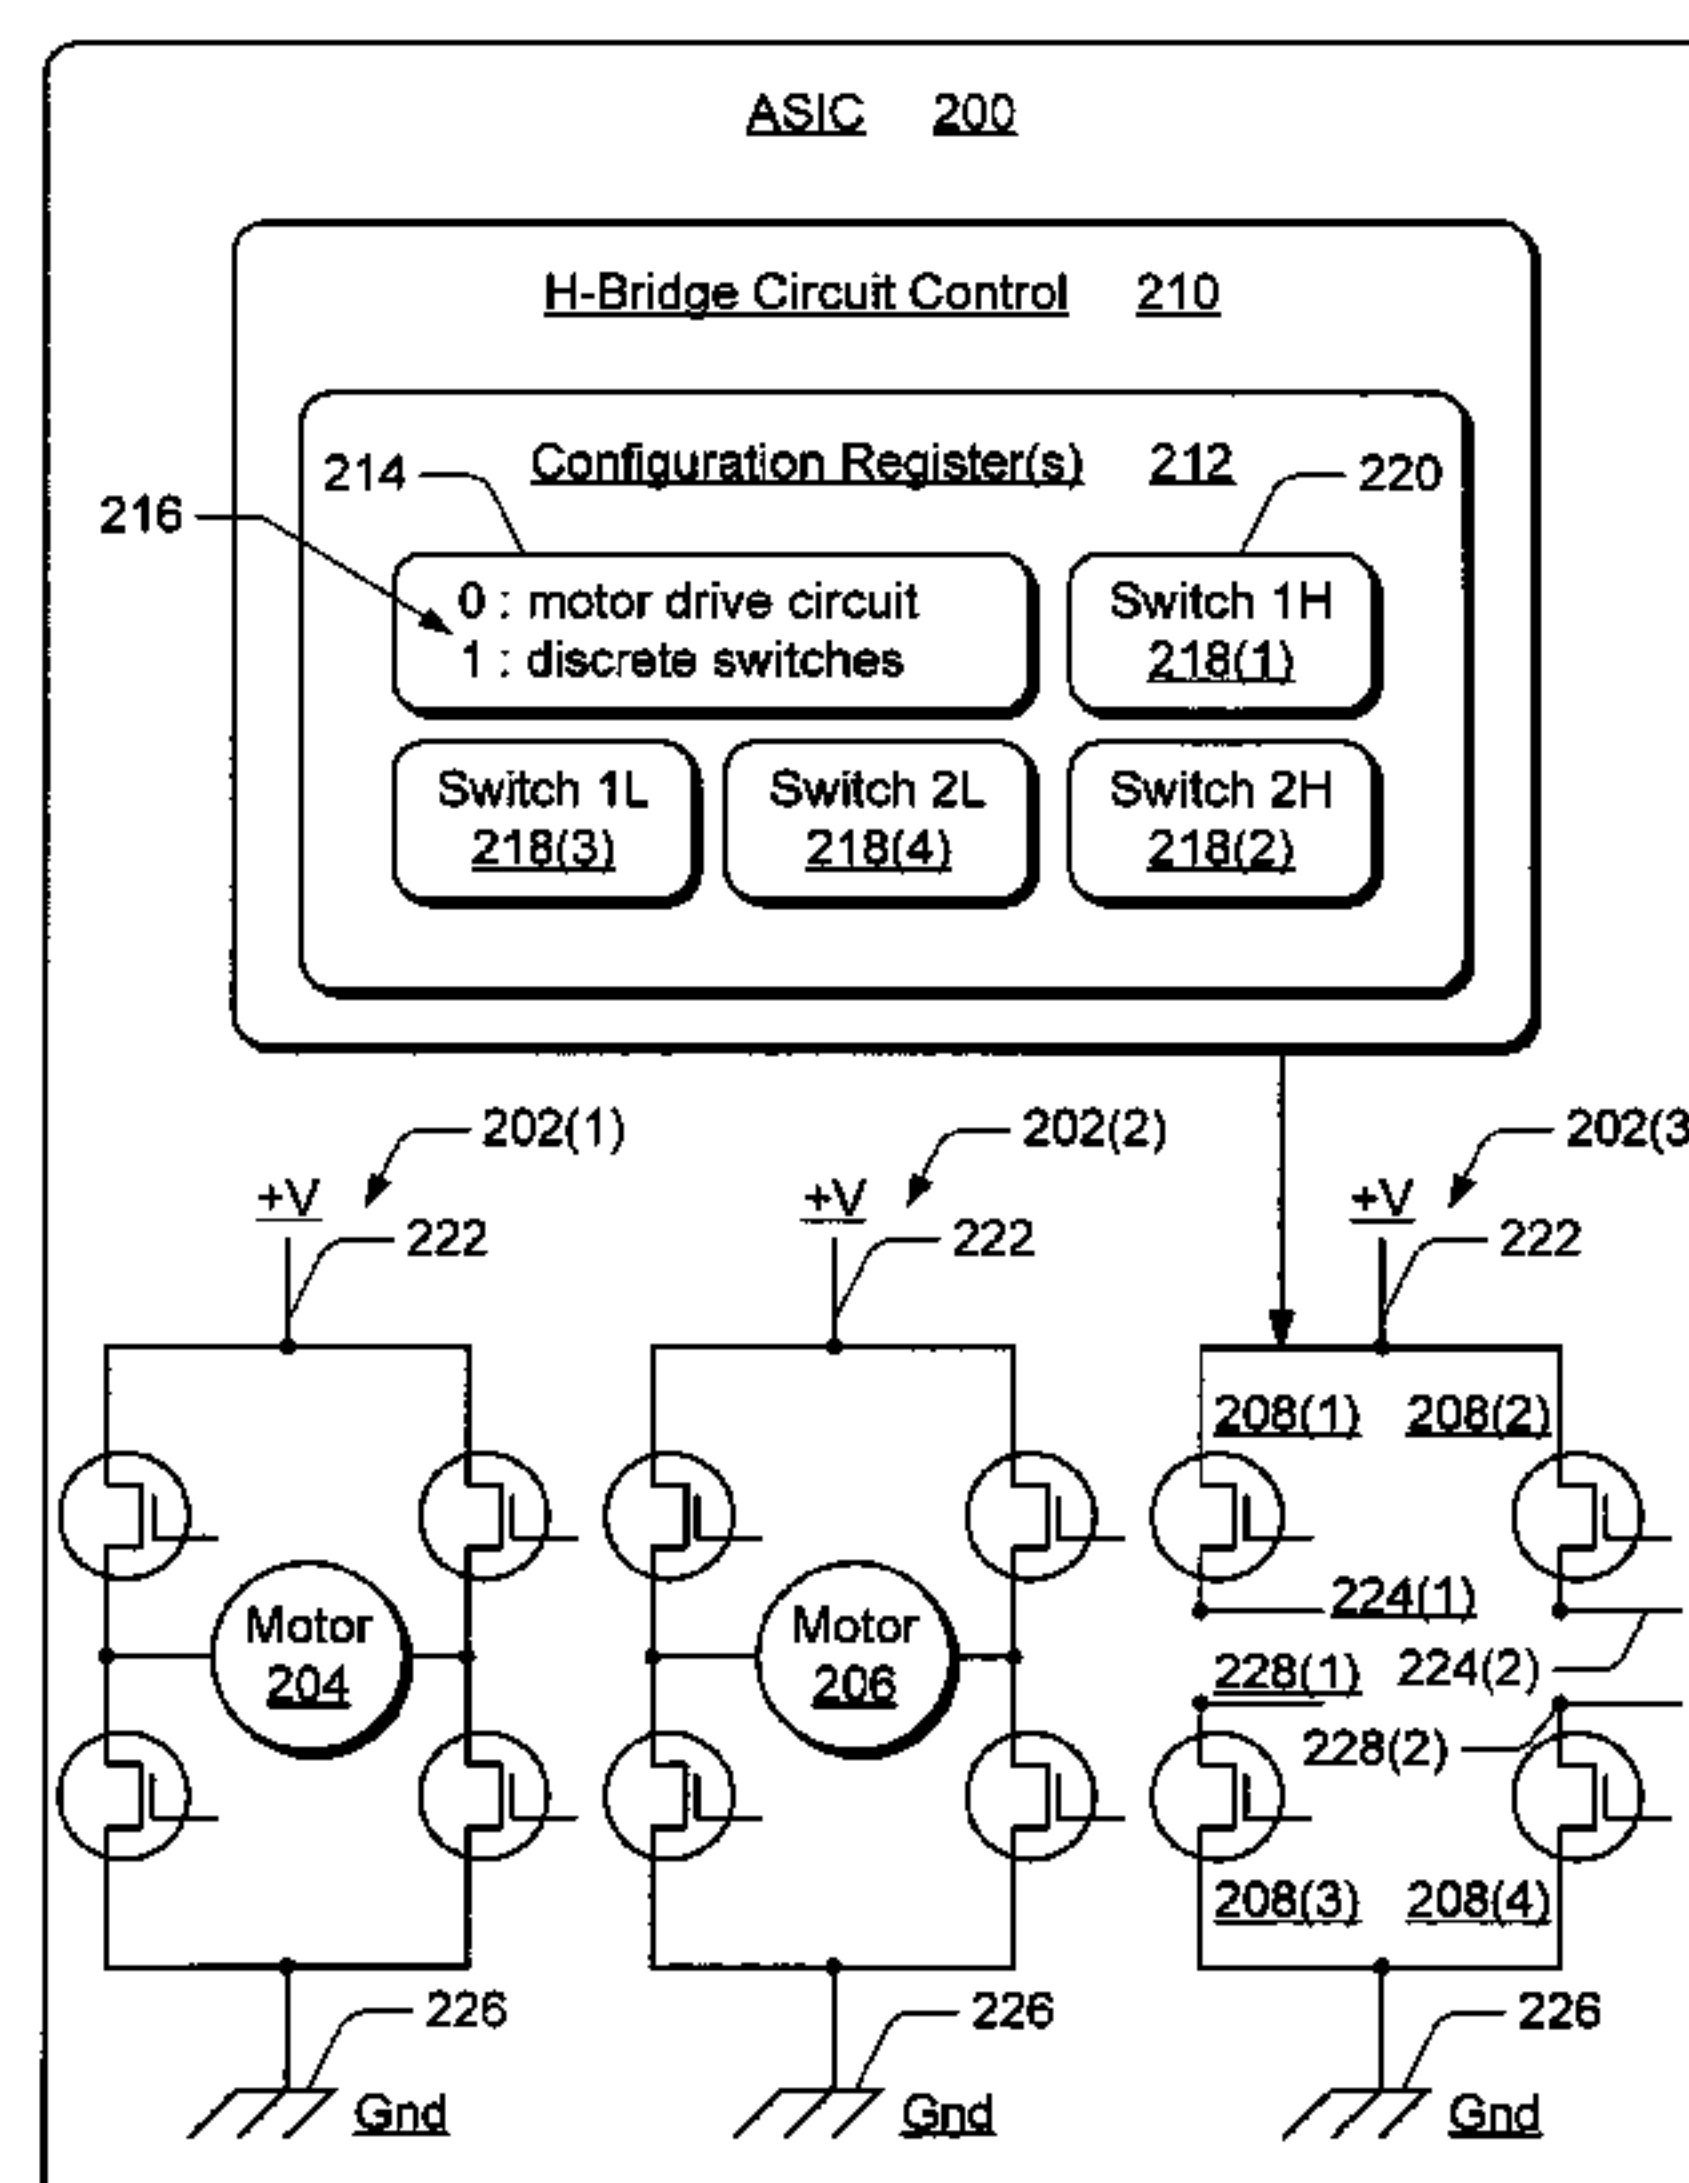 ASIC 200
H-Bridge Circuit Control 210
214 Configuration Register(s) 212 220
216
0 : motor drive circuit
1 : discrete switches
Switch 1H
218(1)
Switch 1L
218(3)
Switch 2L
218(4)
Switch 2H
218(2)
202(1) 202(2) 202(3
+V +V +V
222 222 222
208(1) 208(2)
224(1)
Motor
204
Motor
206
228(1) 224(2)
228(2)
208(3) 208(4)
226 226 226
Gnd Gnd Gnd